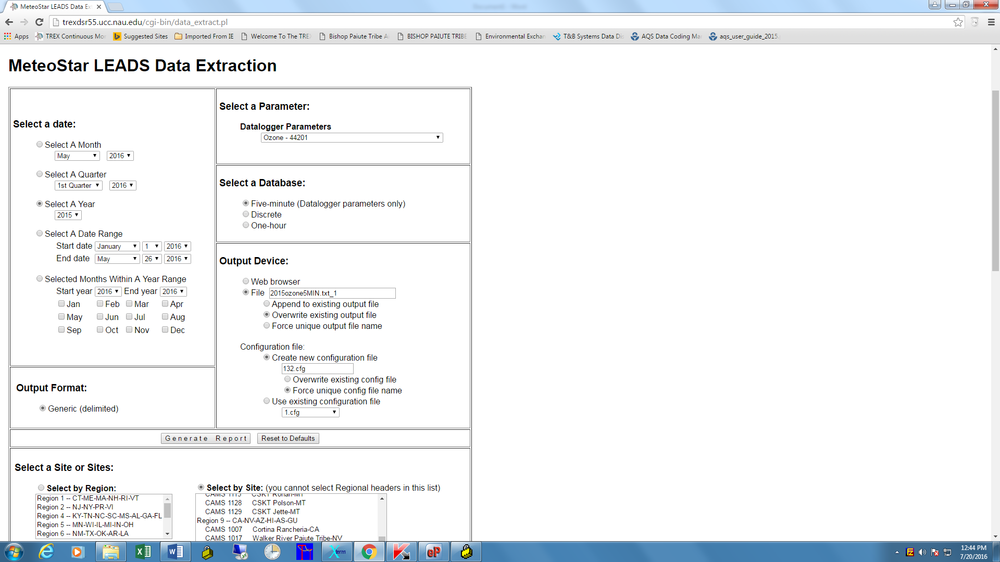 MeteoStar LEADS Data Ex
trexdsr55.ucc.nau.edu/cgi-bin/data_extract.pl
Apps TREX Continuous Mor Suggested Sites Imported From IE Welcome To The TREX Bishop Paiute Tribe A BISHOP PAIUTE TRIBE Environmental Exchan T&B Systems Data Dis AQS Data Coding Ma aqs_user_guide_2015.
MeteoStar LEADS Data Extraction
Select a date:
Select A Month
May 2016
Select A Quarter
1st Quarter 2016
Select A Year
2015
Select A Date Range
Start date January 1 2016
End date May 26 2016
Selected Months Within A Year Range
Start year 2016 End year 2016
Jan Feb Mar Apr
May Jun Jul Aug
Sep Oct Nov Dec
Output Format:
Generic (delimited)
Select a Parameter:
Datalogger Parameters
Ozone - 44201
Select a Database:
Five-minute (Datalogger parameters only)
Discrete
One-hour
Output Device:
Web browser
File 2015ozone5MIN.txt_1
Append to existing output file
Overwrite existing output file
Force unique output file name
Configuration file:
Create new configuration file
132.cfg
Overwrite existing config file
Force unique config file name
Use existing configuration file
1.cfg
Generate Report Reset to Defaults
Select a Site or Sites:
Select by Region:
Region 1 -- CT-ME-MA-NH-RI-VT
Region 2 -- NJ-NY-PR-VI
Region 4 -- KY-TN-NC-SC-MS-AL-GA-FL
Region 5 -- MN-WI-IL-MI-IN-OH
Region 6 -- NM-TX-OK-AR-LA
Select by Site: (you cannot select Regional headers in this list)
CAMS 1115 CSKT Ronan-MT
CAMS 1128 CSKT Polson-MT
CAMS 1129 CSKT Jette-MT
Region 9 -- CA-NV-AZ-HI-AS-GU
CAMS 1007 Cortina Rancheria-CA
CAMS 1017 Walker River Paiute Tribe-NV
Xterm
eP
12:44 PM
7/20/2016